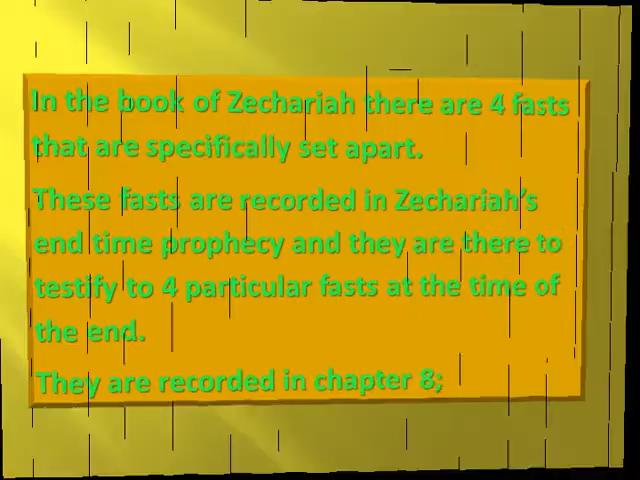 In the book of Zechariah there are 4 fasts
that are specifically set apart.
These fasts are recorded in Zechariah's
end time prophecy and they are there to
testify to 4 particular fasts at the time of
the end.
They are recorded in chapter 8;